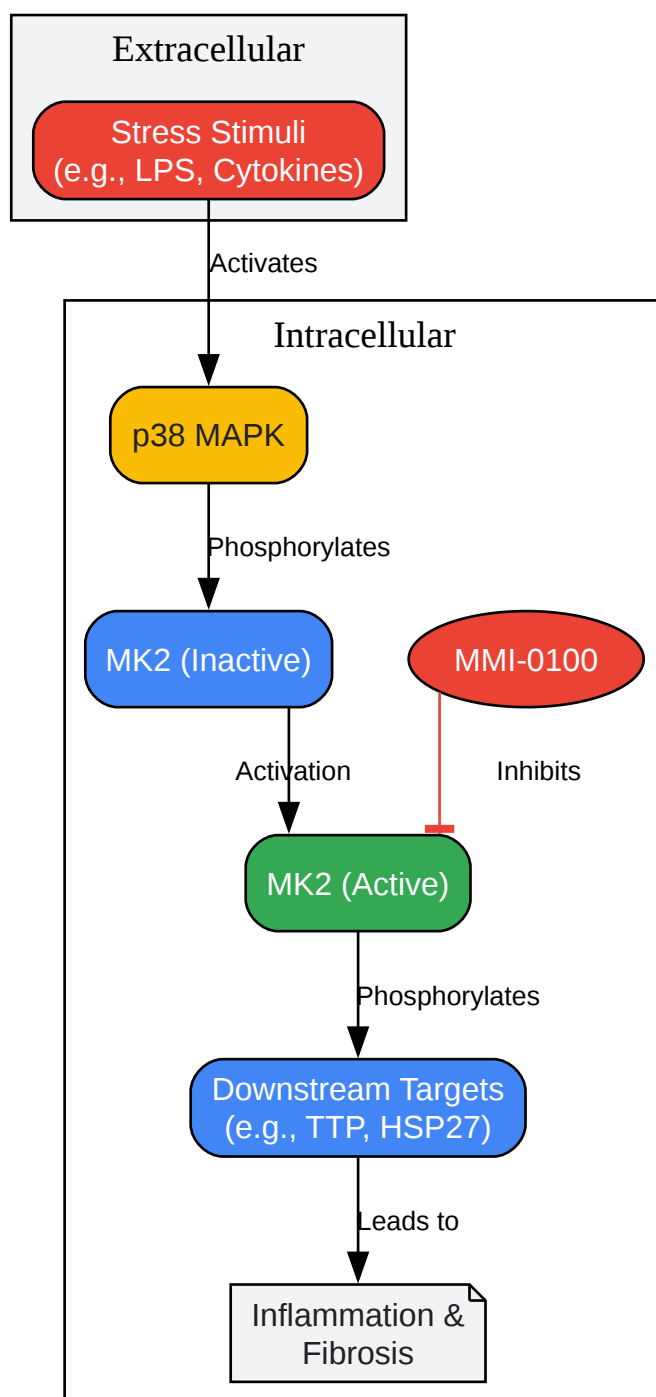 Extracellular
Stress Stimuli
(e.g., LPS, Cytokines)
Activates
Intracellular
p38 MAPK
Phosphorylates
MK2 (Inactive)
MMI-0100
Activation
Inhibits
MK2 (Active)
Phosphorylates
Downstream Targets
(e.g., TTP, HSP27)
Leads to
Inflammation &
Fibrosis